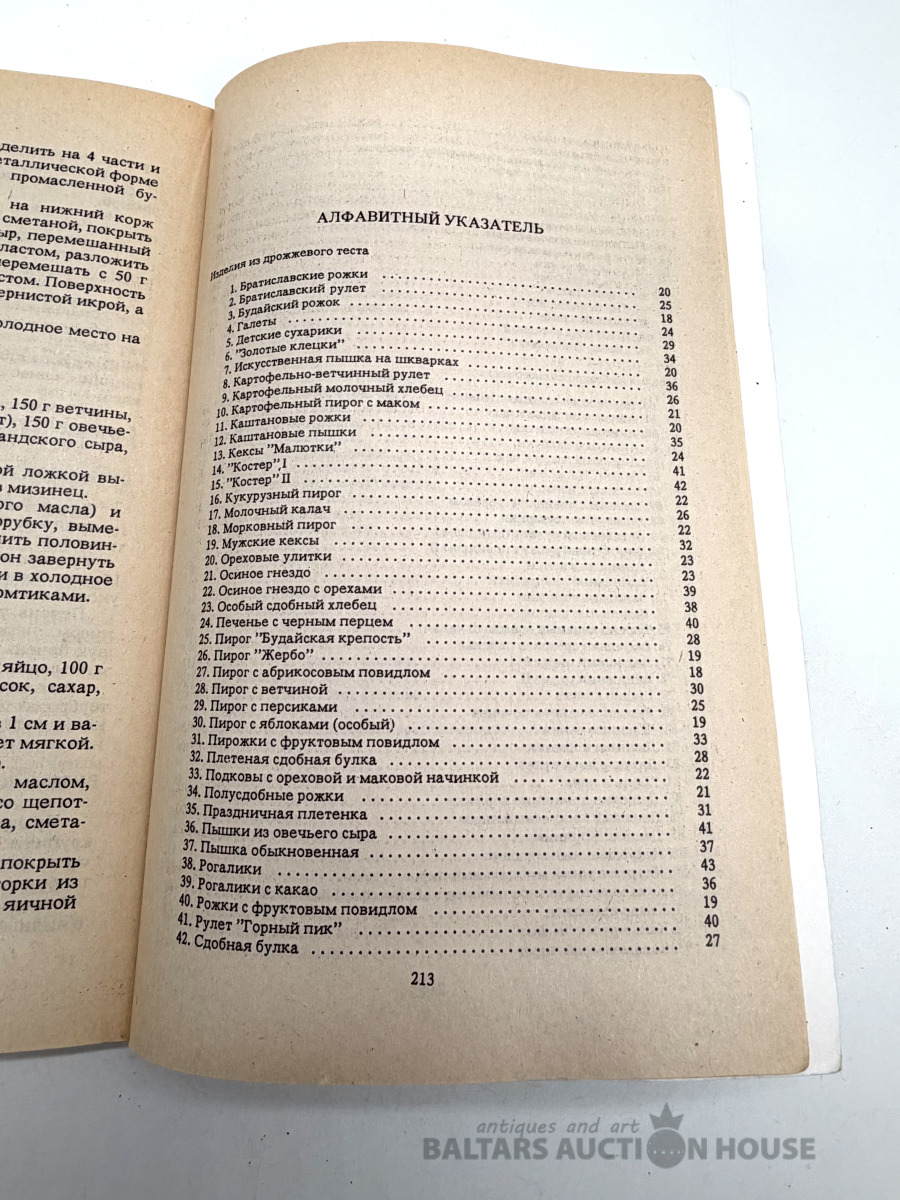 делить на 4 части и
еталлической форме
промасленной бу-
на нижний корж
сметаной, покрыть
ыр, перемешанный
ластом, разложить
перемешать с 50 г
стом. Поверхность
ернистой икрой, а
олодное место на
, 150 г ветчины,
т), 150 г овечье-
андского сыра,
ой ложкой вы-
в мизинец.
ого масла) и
орубку, выме-
нить половин-
он завернуть
и в холодное
омтиками.
яйцо, 100 г
сок, сахар,
в 1 см и ва-
ет мягкой.
о.
маслом,
со щепот-
а, смета-
покрыть
горки из
яичной
АЛФАВИТНЫЙ УКАЗАТЕЛЬ
Изделия из дрожжевого теста
1. Братиславские рожки . . . . . . . . . . 20
2. Братиславский рулет . . . . . . . . . . 25
3. Будайский рожок . . . . . . . . . . 18
4. Галеты . . . . . . . . . . 24
5. Детские сухарики . . . . . . . . . . 29
6. "Золотые клецки" . . . . . . . . . . 34
7. Искусственная пышка на шкварках . . . . . . . . . . 20
8. Картофельно-ветчинный рулет . . . . . . . . . . 36
9. Картофельный молочный хлебец . . . . . . . . . . 26
10. Картофельный пирог с маком . . . . . . . . . . 21
11. Каштановые рожки . . . . . . . . . . 20
12. Каштановые пышки . . . . . . . . . . 35
13. Кексы "Малютки" . . . . . . . . . . 24
14. "Костер" I . . . . . . . . . . 41
15. "Костер" II . . . . . . . . . . 42
16. Кукурузный пирог . . . . . . . . . . 22
17. Молочный калач . . . . . . . . . . 26
18. Морковный пирог . . . . . . . . . . 22
19. Мужские кексы . . . . . . . . . . 32
20. Ореховые улитки . . . . . . . . . . 23
21. Осиное гнездо . . . . . . . . . . 23
22. Осиное гнездо с орехами . . . . . . . . . . 39
23. Особый сдобный хлебец . . . . . . . . . . 38
24. Печенье с черным перцем . . . . . . . . . . 40
25. Пирог "Будайская крепость" . . . . . . . . . . 28
26. Пирог "Жербо" . . . . . . . . . . 19
27. Пирог с абрикосовым повидлом . . . . . . . . . . 18
28. Пирог с ветчиной . . . . . . . . . . 30
29. Пирог с персиками . . . . . . . . . . 25
30. Пирог с яблоками (особый) . . . . . . . . . . 19
31. Пирожки с фруктовым повидлом . . . . . . . . . . 33
32. Плетеная сдобная булка . . . . . . . . . . 28
33. Подковы с ореховой и маковой начинкой . . . . . . . . . . 22
34. Полусдобные рожки . . . . . . . . . . 21
35. Праздничная плетенка . . . . . . . . . . 31
36. Пышки из овечьего сыра . . . . . . . . . . 41
37. Пышка обыкновенная . . . . . . . . . . 37
38. Рогалики . . . . . . . . . . 43
39. Рогалики с какао . . . . . . . . . . 36
40. Рожки с фруктовым повидлом . . . . . . . . . . 19
41. Рулет "Горный пик" . . . . . . . . . . 40
42. Сдобная булка . . . . . . . . . . 27
213
antiques and art
BALTARS AUCTION HOUSE